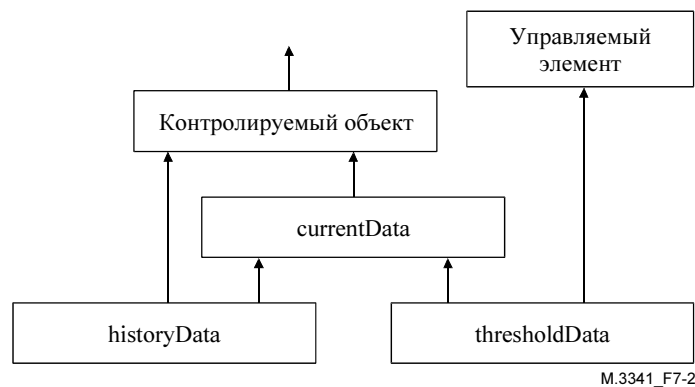 Управляемый
элемент
Контролируемый объект
currentData
historyData
thresholdData
M.3341_F7-2